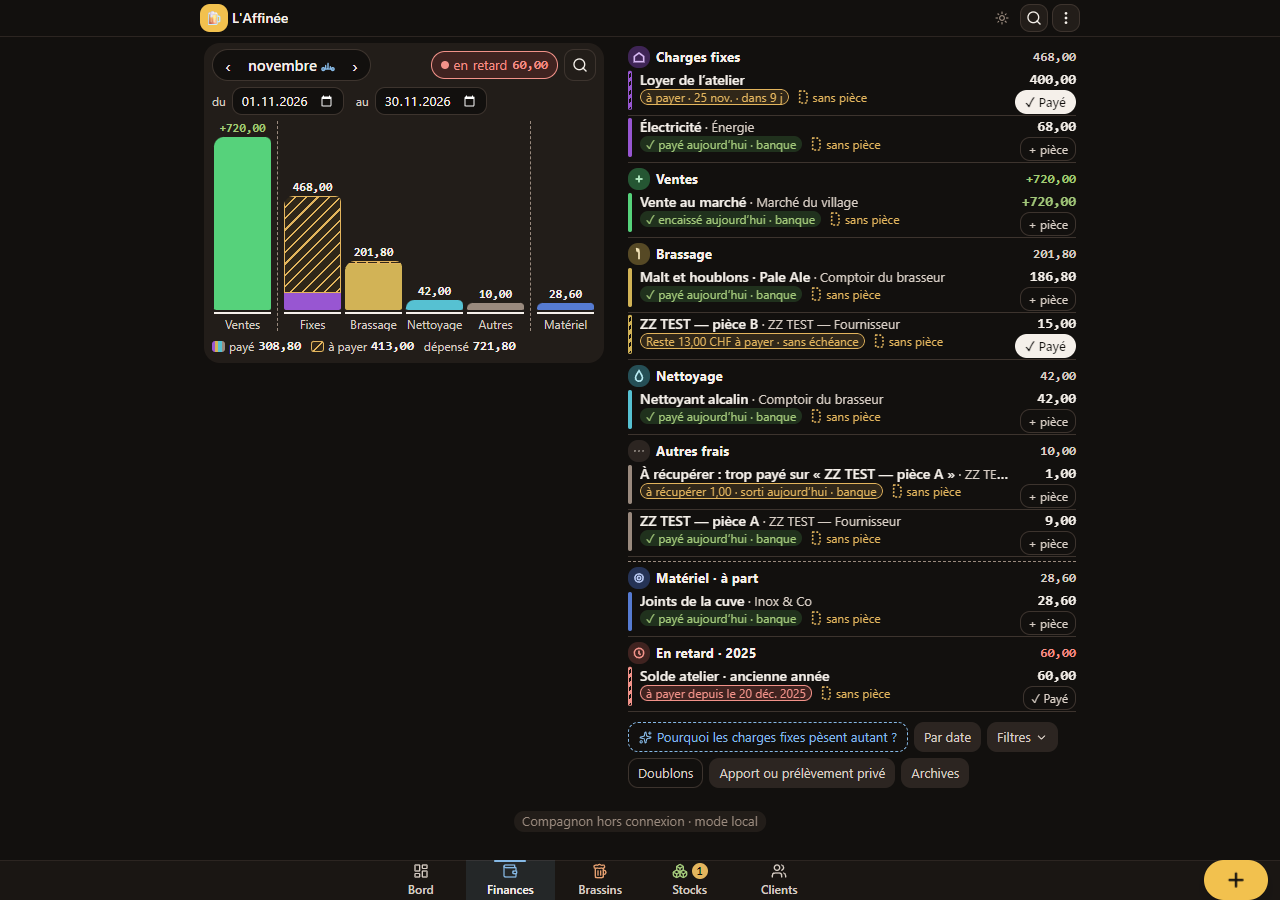 L'Affinée
‹ novembre ›
en retard 60,00
du 01.11.2026 au 30.11.2026
+720,00
468,00
201,80
42,00
10,00
28,60
Ventes Fixes Brassage Nettoyage Autres Matériel
payé 308,80 à payer 413,00 dépensé 721,80
Charges fixes 468,00
Loyer de l'atelier 400,00
à payer · 25 nov. · dans 9 j sans pièce ✓ Payé
Électricité · Énergie 68,00
✓ payé aujourd'hui · banque sans pièce + pièce
Ventes +720,00
Vente au marché · Marché du village +720,00
✓ encaissé aujourd'hui · banque sans pièce + pièce
Brassage 201,80
Malt et houblons · Pale Ale · Comptoir du brasseur 186,80
✓ payé aujourd'hui · banque sans pièce + pièce
ZZ TEST — pièce B · ZZ TEST — Fournisseur 15,00
Reste 13,00 CHF à payer · sans échéance sans pièce ✓ Payé
Nettoyage 42,00
Nettoyant alcalin · Comptoir du brasseur 42,00
✓ payé aujourd'hui · banque sans pièce + pièce
Autres frais 10,00
À récupérer : trop payé sur « ZZ TEST — pièce A » · ZZ TE… 1,00
à récupérer 1,00 · sorti aujourd'hui · banque sans pièce + pièce
ZZ TEST — pièce A · ZZ TEST — Fournisseur 9,00
✓ payé aujourd'hui · banque sans pièce + pièce
Matériel · à part 28,60
Joints de la cuve · Inox & Co 28,60
✓ payé aujourd'hui · banque sans pièce + pièce
En retard · 2025 60,00
Solde atelier · ancienne année 60,00
à payer depuis le 20 déc. 2025 sans pièce ✓ Payé
Pourquoi les charges fixes pèsent autant ? Par date Filtres
Doublons Apport ou prélèvement privé Archives
Compagnon hors connexion · mode local
1
Bord Finances Brassins Stocks Clients
+